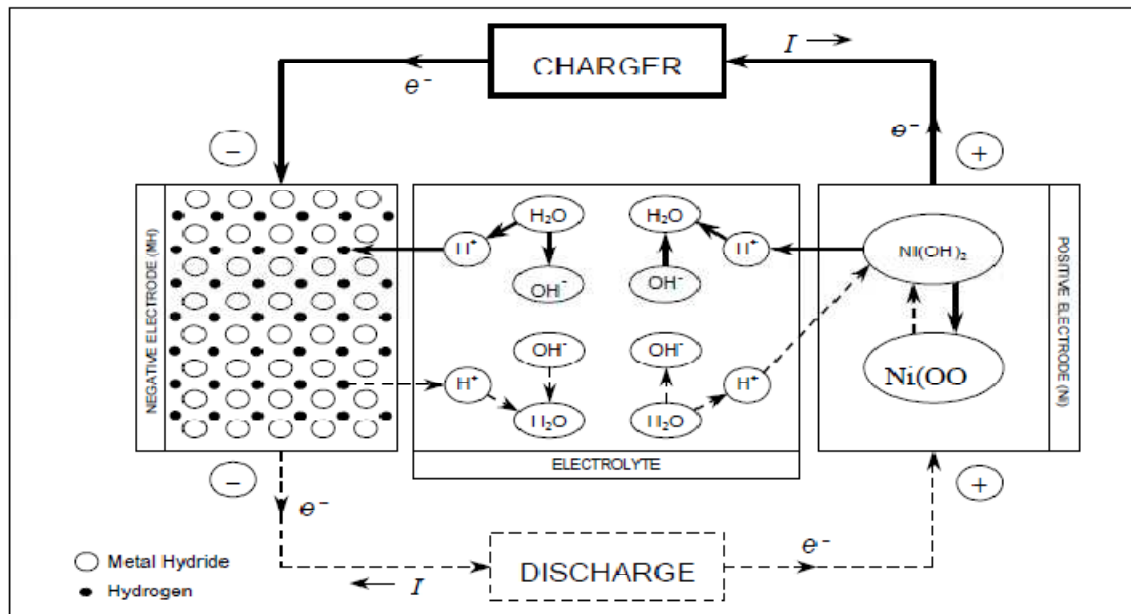 I
CHARGER
e⁻
e⁻
−
+
NEGATIVE ELECTRODE (MH)
H₂O
H₂O
H⁺
H⁺
NI(OH)₂
OH⁻
OH⁻
POSITIVE ELECTRODE (NI)
OH⁻
OH⁻
Ni(OO
H⁺
H⁺
H₂O
H₂O
ELECTROLYTE
−
+
e⁻
e⁻
DISCHARGE
I
Metal Hydride
Hydrogen